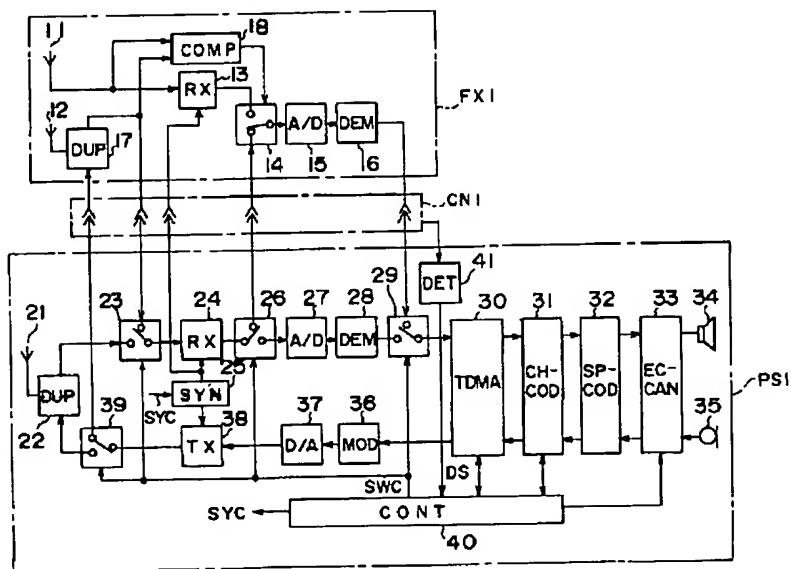 11
18
COMP
13
RX
FX1
12
17
DUP
A/D
DEM
14
15
16
CN1
DET
41
21
23
24
26
27
28
29
30
31
32
33
34
RX
A/D
DEM
TDMA
CH-COD
SP-COD
EC-CAN
PS1
DUP
22
SYC
SYN
25
39
TX
38
37
D/A
36
MOD
35
SWC
DS
SYC
CONT
40